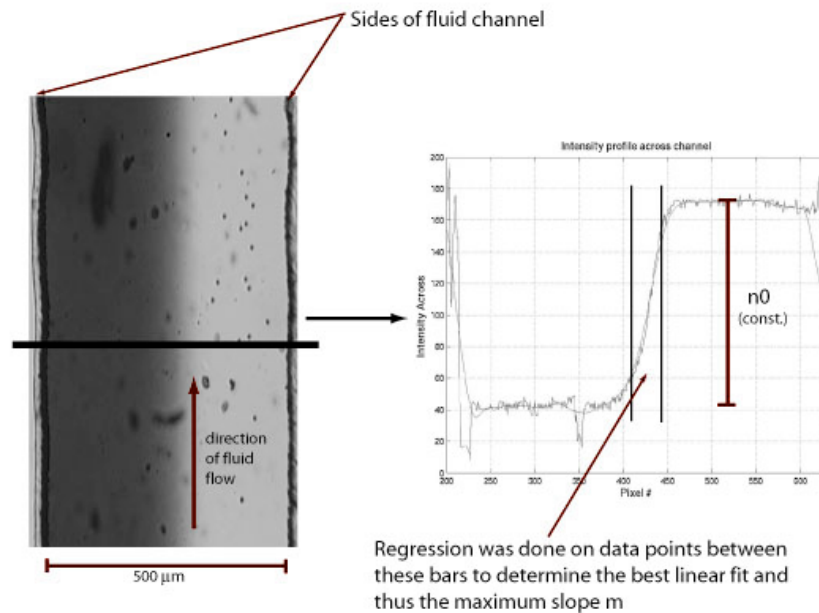 Sides of fluid channel
direction
of fluid
flow
500 μm
Intensity profile across channel
Intensity Across
200
180
160
140
120
100
80
60
40
20
0
200
250
300
350
400
450
500
550
600
Pixel #
n0
(const.)
Regression was done on data points between
these bars to determine the best linear fit and
thus the maximum slope m